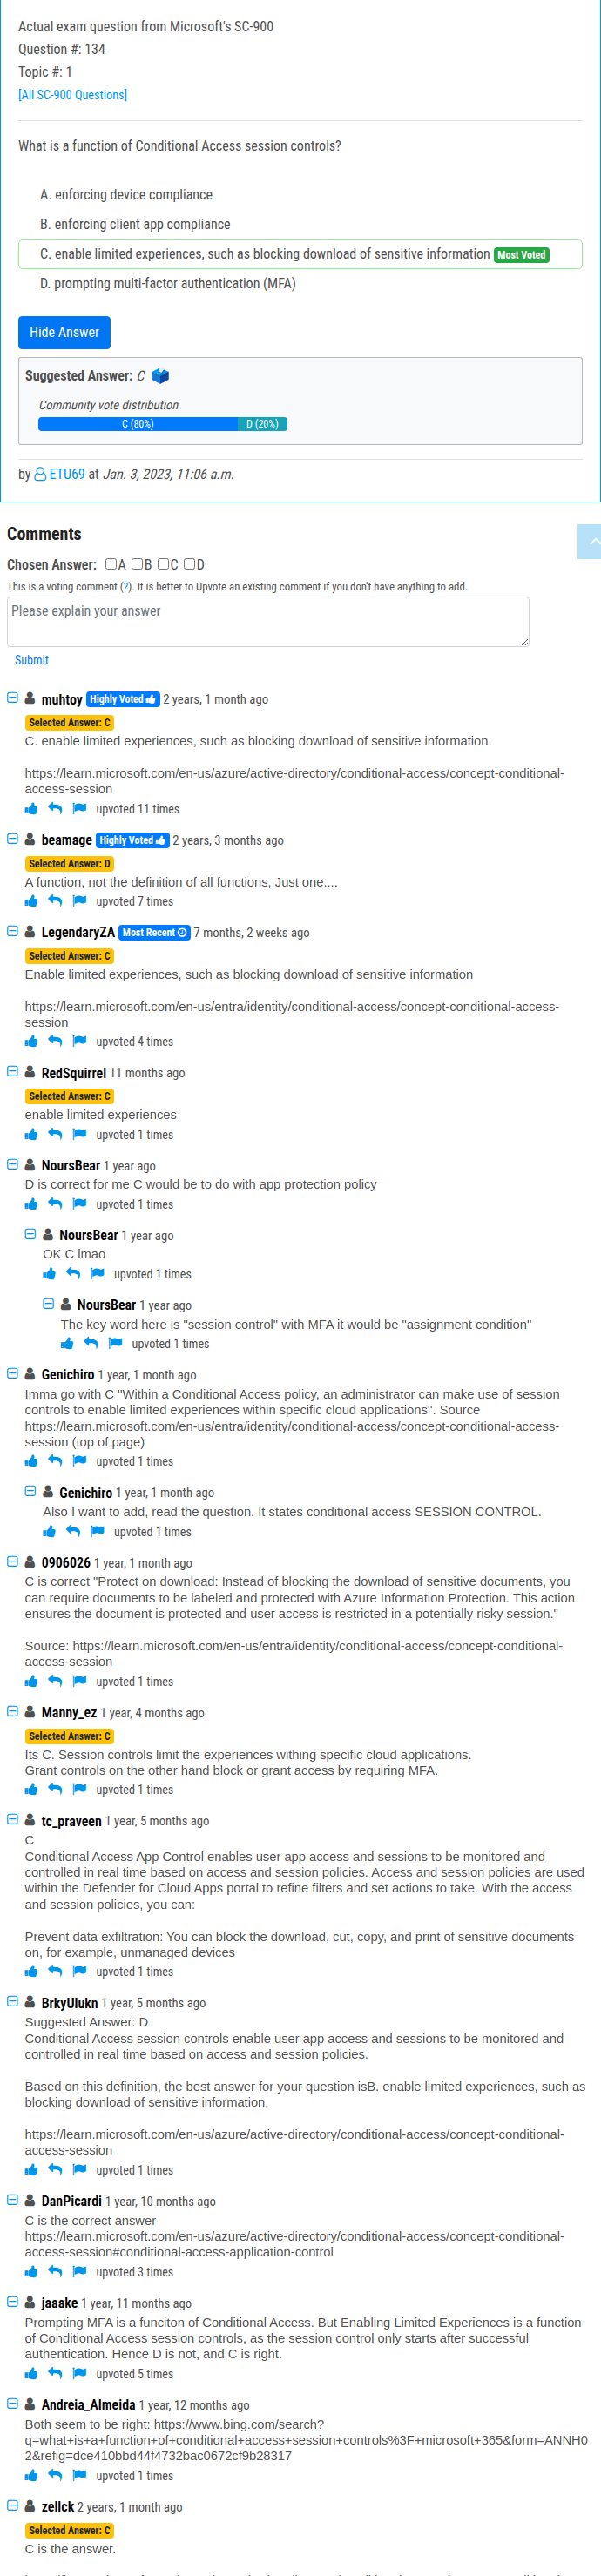 Actual exam question from Microsoft's SC-900
Question #: 134
Topic #: 1
[All SC-900 Questions]
What is a function of Conditional Access session controls?
A. enforcing device compliance
B. enforcing client app compliance
C. enable limited experiences, such as blocking download of sensitive information Most Voted
D. prompting multi-factor authentication (MFA)
Hide Answer
Suggested Answer: C
Community vote distribution
C (80%) D (20%)
by ETU69 at Jan. 3, 2023, 11:06 a.m.
Comments
Chosen Answer: A B C D
This is a voting comment (?). It is better to Upvote an existing comment if you don't have anything to add.
Please explain your answer
Submit
muhtoy Highly Voted 2 years, 1 month ago
Selected Answer: C
C. enable limited experiences, such as blocking download of sensitive information.
https://learn.microsoft.com/en-us/azure/active-directory/conditional-access/concept-conditional-
access-session
upvoted 11 times
beamage Highly Voted 2 years, 3 months ago
Selected Answer: D
A function, not the definition of all functions, Just one....
upvoted 7 times
LegendaryZA Most Recent 7 months, 2 weeks ago
Selected Answer: C
Enable limited experiences, such as blocking download of sensitive information
https://learn.microsoft.com/en-us/entra/identity/conditional-access/concept-conditional-access-
session
upvoted 4 times
RedSquirrel 11 months ago
Selected Answer: C
enable limited experiences
upvoted 1 times
NoursBear 1 year ago
D is correct for me C would be to do with app protection policy
upvoted 1 times
NoursBear 1 year ago
OK C lmao
upvoted 1 times
NoursBear 1 year ago
The key word here is "session control" with MFA it would be "assignment condition"
upvoted 1 times
Genichiro 1 year, 1 month ago
Imma go with C "Within a Conditional Access policy, an administrator can make use of session
controls to enable limited experiences within specific cloud applications". Source
https://learn.microsoft.com/en-us/entra/identity/conditional-access/concept-conditional-access-
session (top of page)
upvoted 1 times
Genichiro 1 year, 1 month ago
Also I want to add, read the question. It states conditional access SESSION CONTROL.
upvoted 1 times
0906026 1 year, 1 month ago
C is correct "Protect on download: Instead of blocking the download of sensitive documents, you
can require documents to be labeled and protected with Azure Information Protection. This action
ensures the document is protected and user access is restricted in a potentially risky session."
Source: https://learn.microsoft.com/en-us/entra/identity/conditional-access/concept-conditional-
access-session
upvoted 1 times
Manny_ez 1 year, 4 months ago
Selected Answer: C
Its C. Session controls limit the experiences withing specific cloud applications.
Grant controls on the other hand block or grant access by requiring MFA.
upvoted 1 times
tc_praveen 1 year, 5 months ago
C
Conditional Access App Control enables user app access and sessions to be monitored and
controlled in real time based on access and session policies. Access and session policies are used
within the Defender for Cloud Apps portal to refine filters and set actions to take. With the access
and session policies, you can:
Prevent data exfiltration: You can block the download, cut, copy, and print of sensitive documents
on, for example, unmanaged devices
upvoted 1 times
BrkyUlukn 1 year, 5 months ago
Suggested Answer: D
Conditional Access session controls enable user app access and sessions to be monitored and
controlled in real time based on access and session policies.
Based on this definition, the best answer for your question isB. enable limited experiences, such as
blocking download of sensitive information.
https://learn.microsoft.com/en-us/azure/active-directory/conditional-access/concept-conditional-
access-session
upvoted 1 times
DanPicardi 1 year, 10 months ago
C is the correct answer
https://learn.microsoft.com/en-us/azure/active-directory/conditional-access/concept-conditional-
access-session#conditional-access-application-control
upvoted 3 times
jaaake 1 year, 11 months ago
Prompting MFA is a funciton of Conditional Access. But Enabling Limited Experiences is a function
of Conditional Access session controls, as the session control only starts after successful
authentication. Hence D is not, and C is right.
upvoted 5 times
Andreia_Almeida 1 year, 12 months ago
Both seem to be right: https://www.bing.com/search?
q=what+is+a+function+of+conditional+access+session+controls%3F+microsoft+365&form=ANNH0
2&refig=dce410bbd44f4732bac0672cf9b28317
upvoted 1 times
zellck 2 years, 1 month ago
Selected Answer: C
C is the answer.